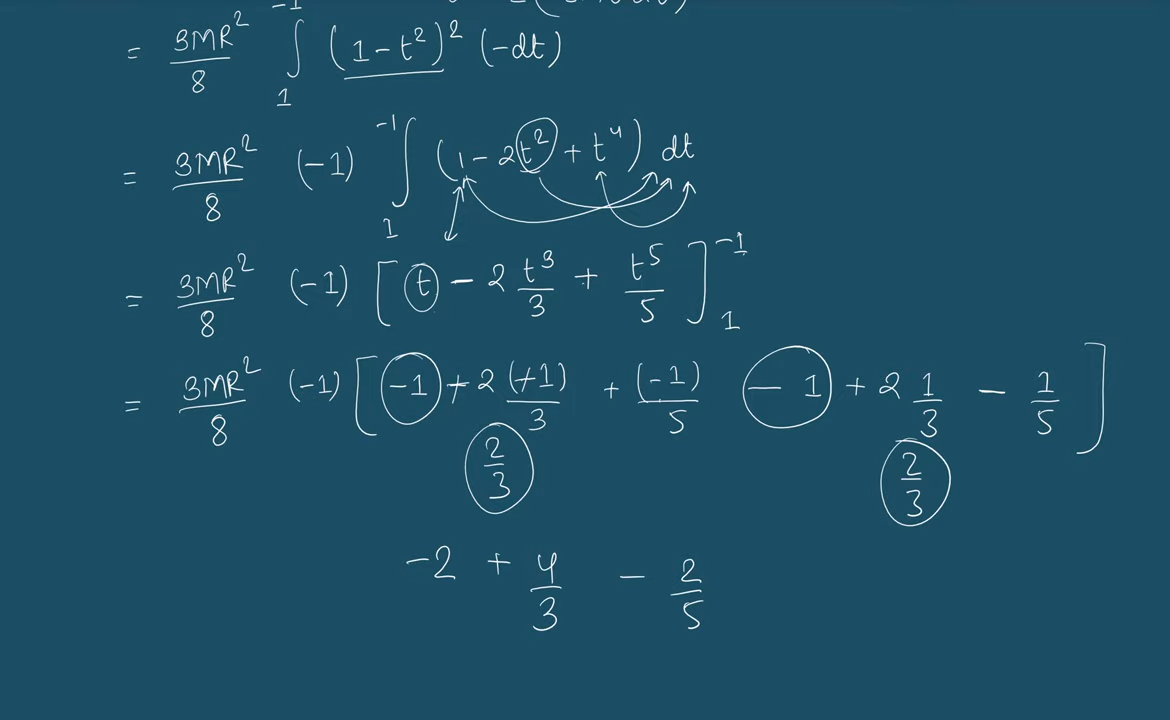 = 3MR²/8 ∫₁⁻¹ (1 - t²)² (-dt)
= 3MR²/8 (-1) ∫₁⁻¹ (1 - 2t² + t⁴) dt
= 3MR²/8 (-1) [t - 2 t³/3 + t⁵/5]₁⁻¹
= 3MR²/8 (-1) [-1 + 2 (+1)/3 + (-1)/5 - 1 + 2 1/3 - 1/5]
2/3 2/3
-2 + 4/3 - 2/5